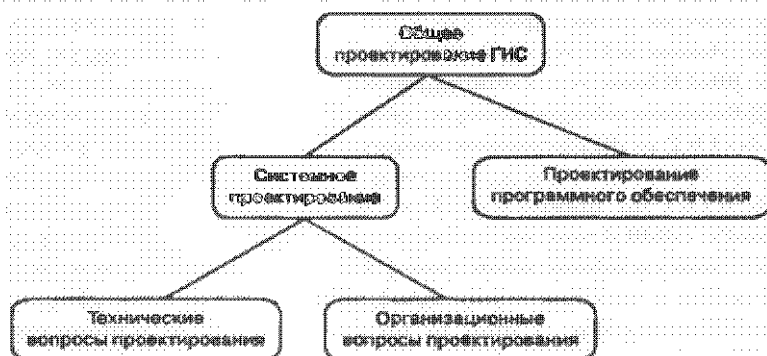 Общее
проектирование ГИС
Системное
проектирование
Проектирование
программного обеспечения
Технические
вопросы проектирования
Организационные
вопросы проектирования